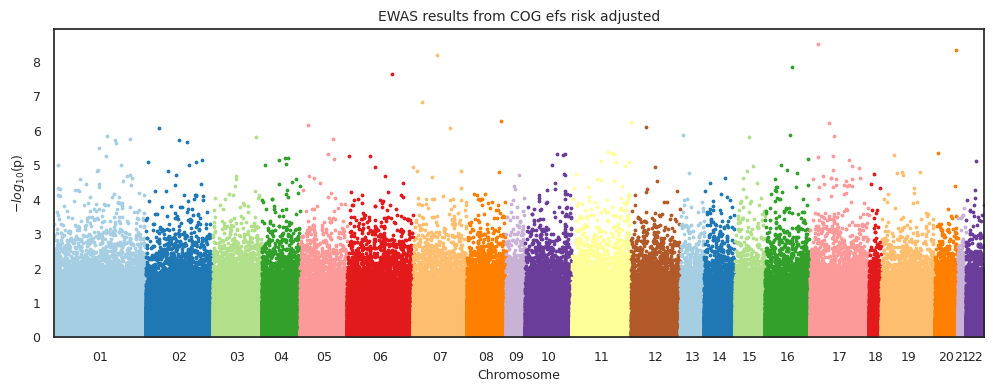 EWAS results from COG efs risk adjusted
8
7
6
5
4
3
2
1
0
−log₁₀(p)
01 02 03 04 05 06 07 08 09 10 11 12 13 14 15 16 17 18 19 20 21 22
Chromosome